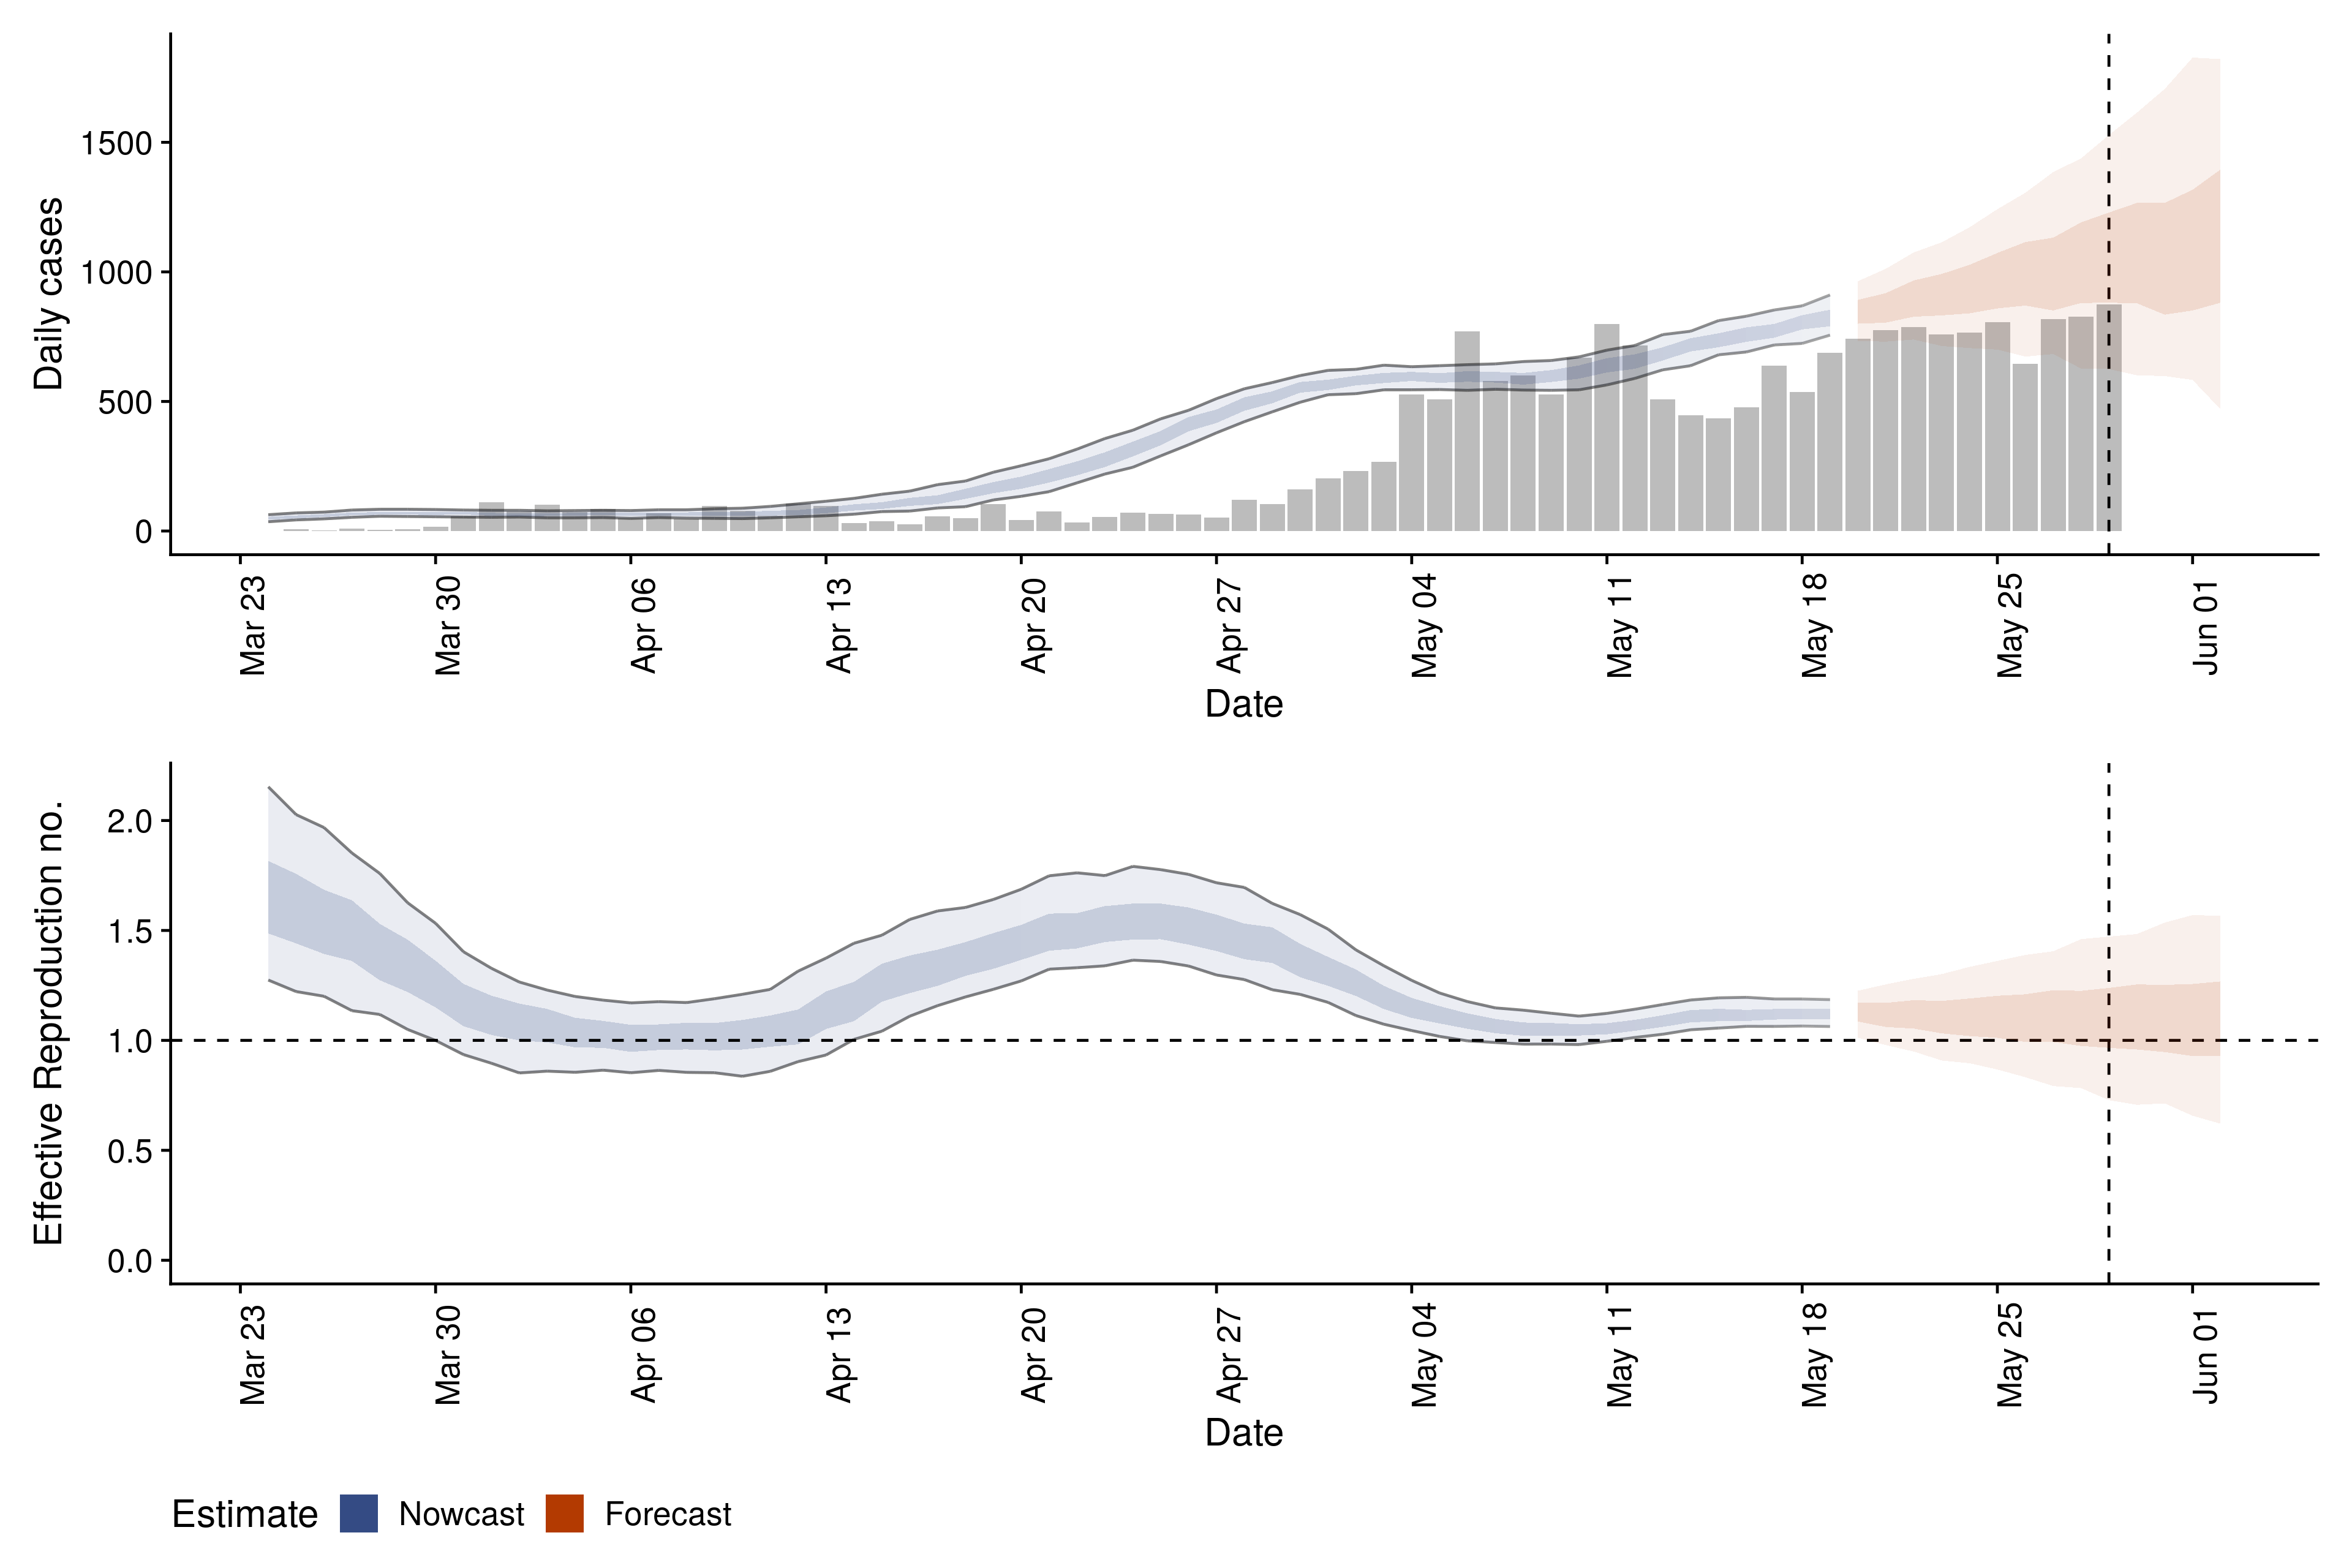 Daily cases
1500
1000
500
0
Mar 23
Mar 30
Apr 06
Apr 13
Apr 20
Apr 27
May 04
May 11
May 18
May 25
Jun 01
Date
Effective Reproduction no.
2.0
1.5
1.0
0.5
0.0
Mar 23
Mar 30
Apr 06
Apr 13
Apr 20
Apr 27
May 04
May 11
May 18
May 25
Jun 01
Date
Estimate Nowcast Forecast